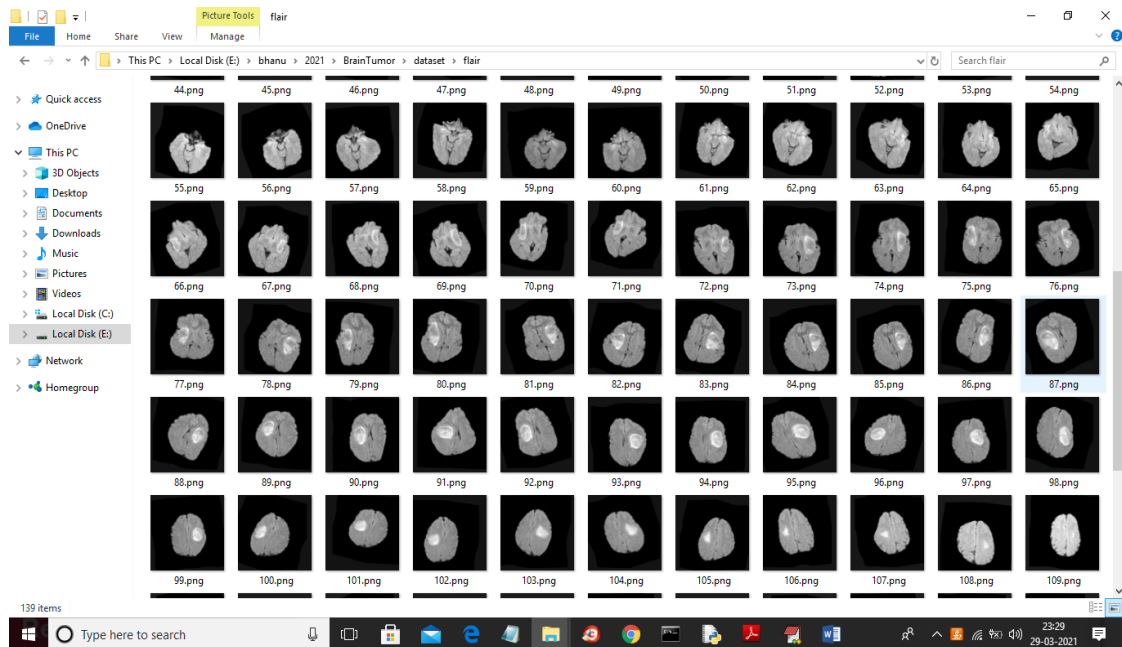 Picture Tools flair
File Home Share View Manage
This PC Local Disk (E:) bhanu 2021 BrainTumor dataset flair Search flair
Quick access
OneDrive
This PC
3D Objects
Desktop
Documents
Downloads
Music
Pictures
Videos
Local Disk (C:)
Local Disk (E:)
Network
Homegroup
44.png 45.png 46.png 47.png 48.png 49.png 50.png 51.png 52.png 53.png 54.png
55.png 56.png 57.png 58.png 59.png 60.png 61.png 62.png 63.png 64.png 65.png
66.png 67.png 68.png 69.png 70.png 71.png 72.png 73.png 74.png 75.png 76.png
77.png 78.png 79.png 80.png 81.png 82.png 83.png 84.png 85.png 86.png 87.png
88.png 89.png 90.png 91.png 92.png 93.png 94.png 95.png 96.png 97.png 98.png
99.png 100.png 101.png 102.png 103.png 104.png 105.png 106.png 107.png 108.png 109.png
139 items
Type here to search
23:29
29-03-2021